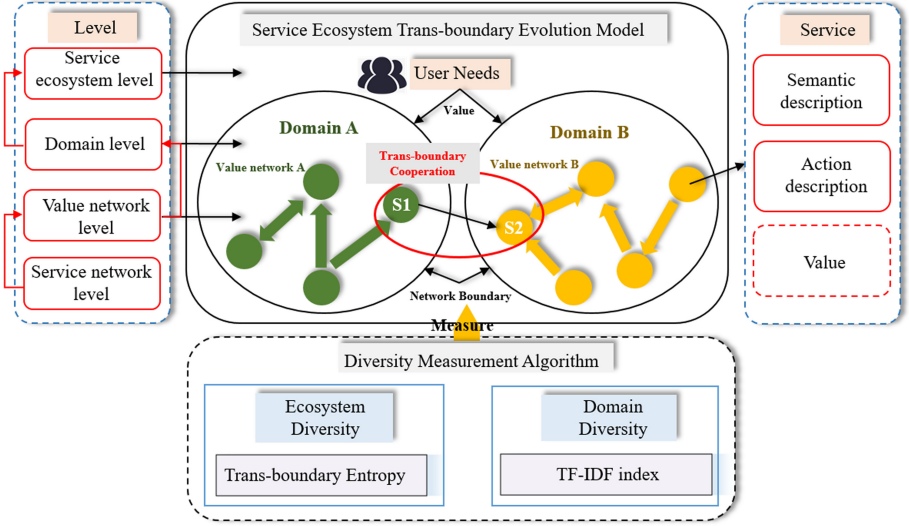 Level
Service
ecosystem level
Domain level
Value network
level
Service network
level
Service Ecosystem Trans-boundary Evolution Model
User Needs
Value
Domain A
Domain B
Value network A
Trans-boundary
Cooperation
Value network B
S1
S2
Network Boundary
Measure
Service
Semantic
description
Action
description
Value
Diversity Measurement Algorithm
Ecosystem
Diversity
Trans-boundary Entropy
Domain
Diversity
TF-IDF index